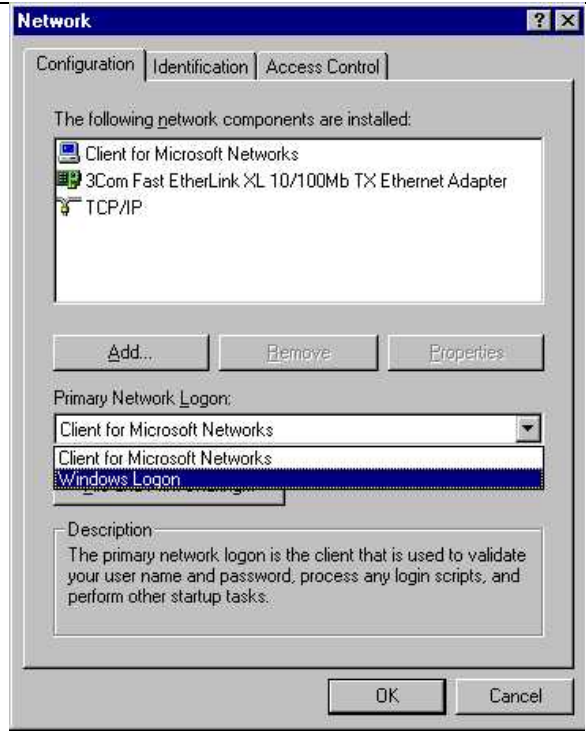 Network
Configuration Identification Access Control
The following network components are installed:
Client for Microsoft Networks
3Com Fast EtherLink XL 10/100Mb TX Ethernet Adapter
TCP/IP
Add... Remove Properties
Primary Network Logon:
Client for Microsoft Networks
Client for Microsoft Networks
Windows Logon
Description
The primary network logon is the client that is used to validate
your user name and password, process any login scripts, and
perform other startup tasks.
OK Cancel